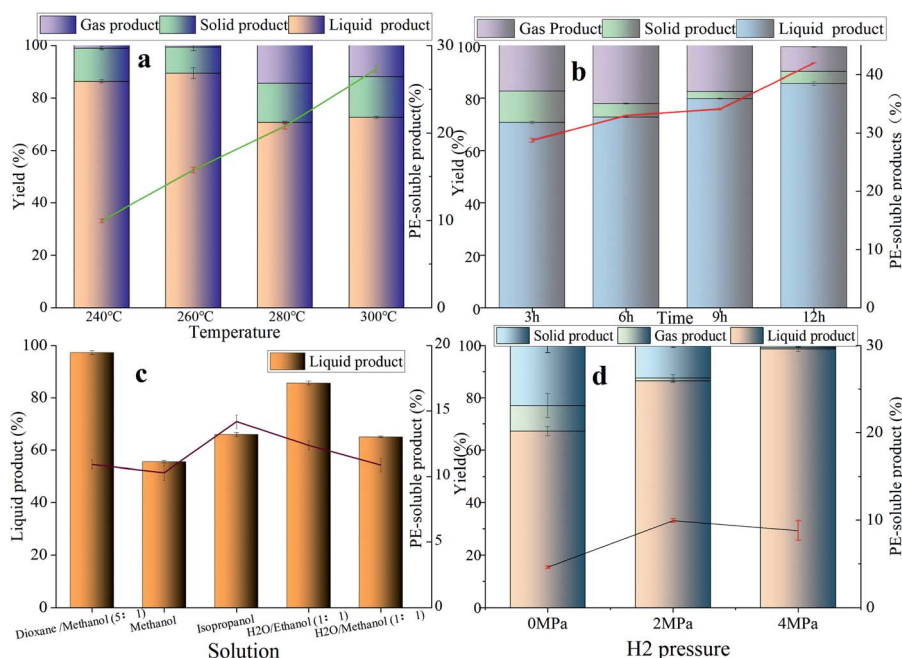 Gas product Solid product Liquid product
a
100
80
60
40
20
0
Yield (%)
30
20
10
0
PE-soluble product(%)
240°C 260°C 280°C 300°C
Temperature
Gas Product Solid product Liquid product
b
100
80
60
40
20
0
Yield (%)
40
30
20
10
0
PE-soluble products (%)
3h 6h 9h 12h
Time
Liquid product
c
100
80
60
40
20
0
Liquid product (%)
20
15
10
5
0
PE-soluble product (%)
Dioxane /Methanol (5：1) Methanol Isopropanol H2O/Ethanol (1：1) H2O/Methanol (1：1)
Solution
Solid product Gas product Liquid product
d
100
80
60
40
20
0
Yield(%)
30
20
10
0
PE-soluble product (%)
0MPa 2MPa 4MPa
H2 pressure